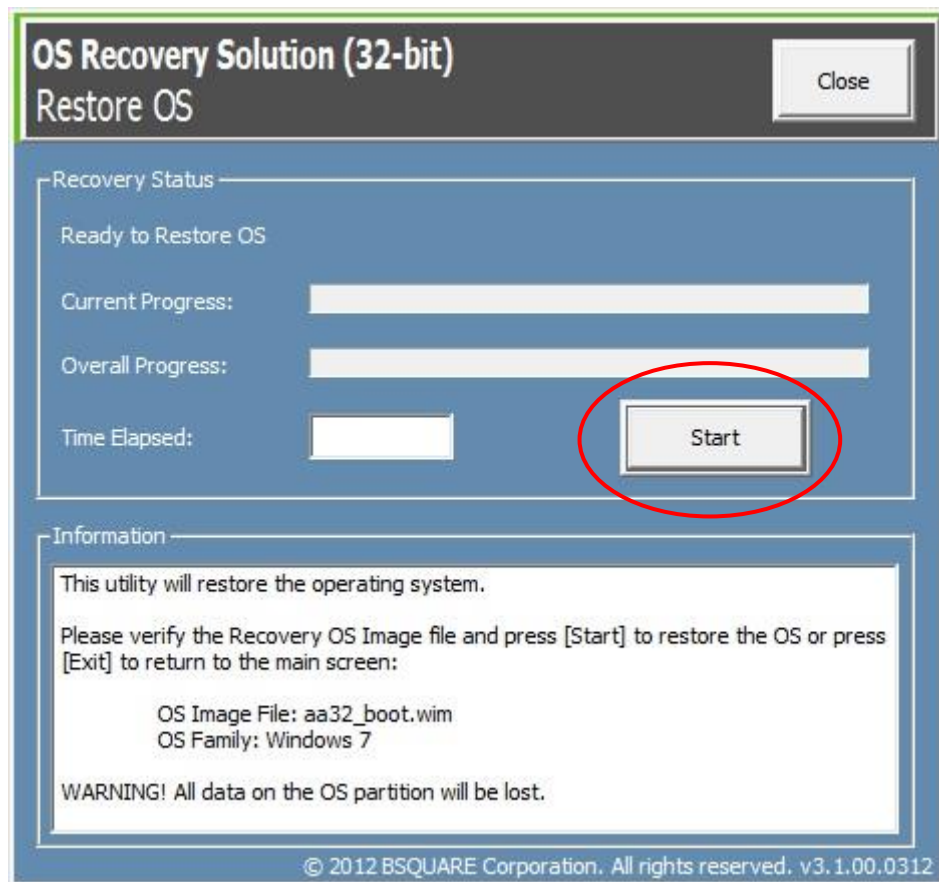 OS Recovery Solution (32-bit)
Restore OS
Close
Recovery Status
Ready to Restore OS
Current Progress:
Overall Progress:
Time Elapsed:
Start
Information
This utility will restore the operating system.
Please verify the Recovery OS Image file and press [Start] to restore the OS or press
[Exit] to return to the main screen:
OS Image File: aa32_boot.wim
OS Family: Windows 7
WARNING! All data on the OS partition will be lost.
© 2012 BSQUARE Corporation. All rights reserved. v3.1.00.0312